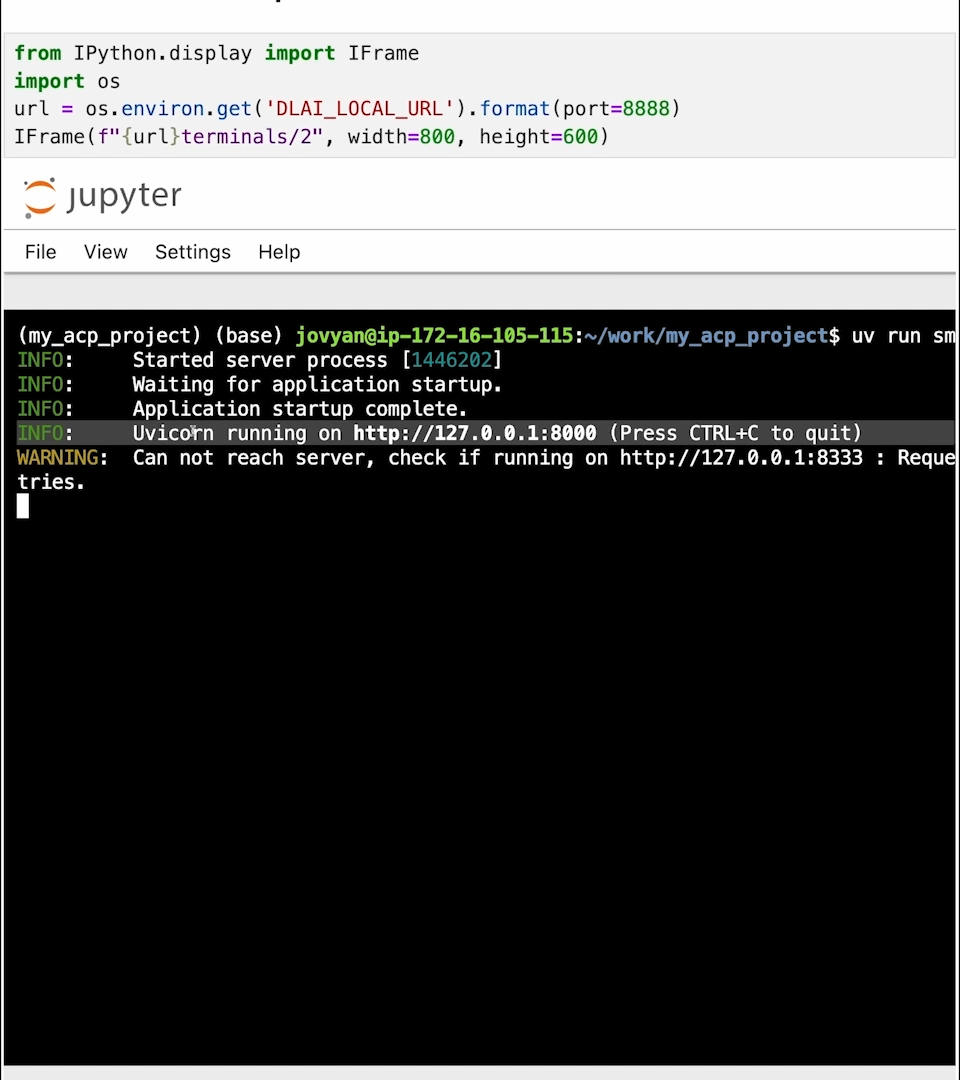 from IPython.display import IFrame
import os
url = os.environ.get('DLAI_LOCAL_URL').format(port=8888)
IFrame(f"{url}terminals/2", width=800, height=600)
jupyter
File View Settings Help
(my_acp_project) (base) jovyan@ip-172-16-105-115:~/work/my_acp_project$ uv run sm
INFO: Started server process [1446202]
INFO: Waiting for application startup.
INFO: Application startup complete.
INFO: Uvicorn running on http://127.0.0.1:8000 (Press CTRL+C to quit)
WARNING: Can not reach server, check if running on http://127.0.0.1:8333 : Reque
tries.